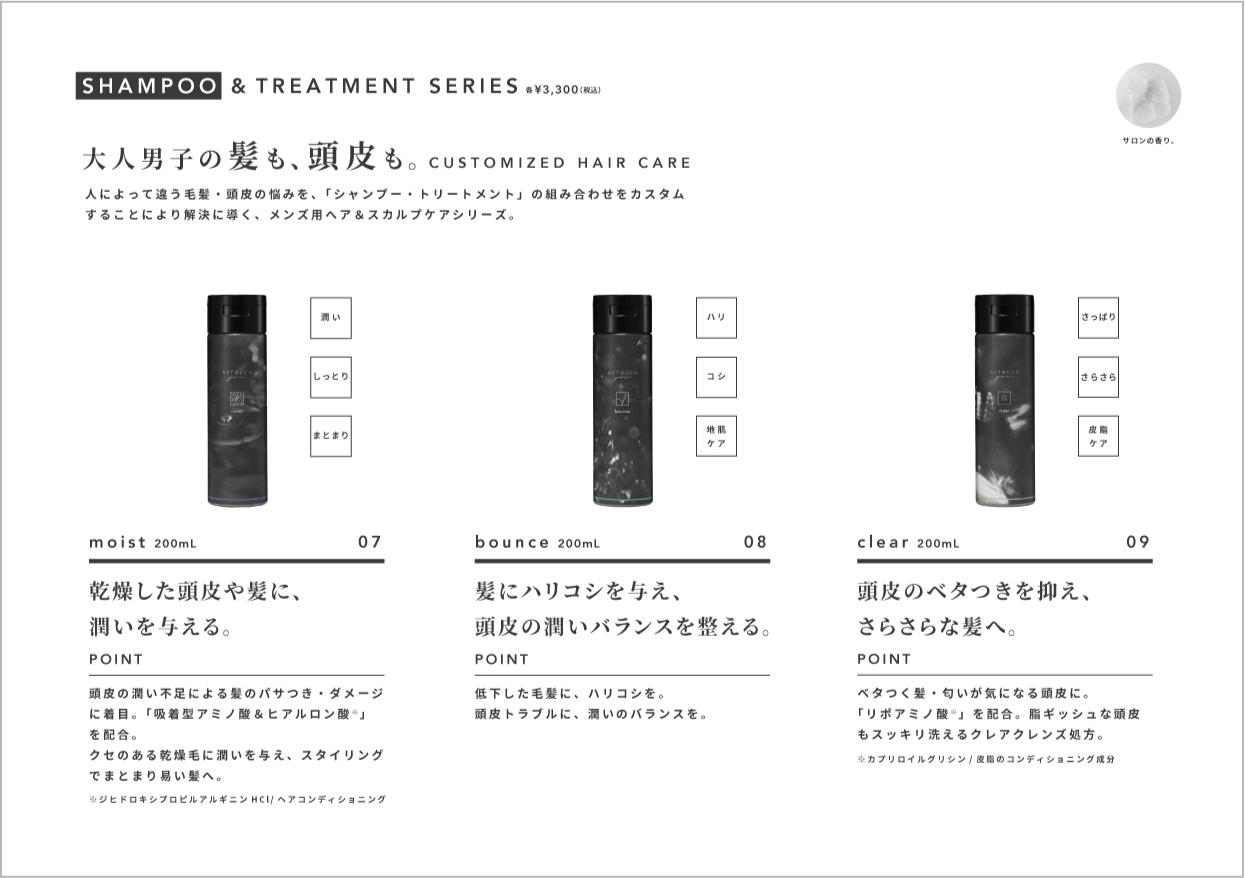 SHAMPOO & TREATMENT SERIES 各¥3,300(税込)
サロンの香り。
大人男子の髪も、頭皮も。CUSTOMIZED HAIR CARE
人によって違う毛髪・頭皮の悩みを、「シャンプー・トリートメント」の組み合わせをカスタム
することにより解決に導く、メンズ用ヘア&スカルプケアシリーズ。
潤い
しっとり
まとまり
moist
moist 200mL 07
乾燥した頭皮や髪に、
潤いを与える。
POINT
頭皮の潤い不足による髪のパサつき・ダメージ
に着目。「吸着型アミノ酸&ヒアルロン酸※」
を配合。
クセのある乾燥毛に潤いを与え、スタイリング
でまとまり易い髪へ。
※ジヒドロキシプロピルアルギニン HCl/ ヘアコンディショニング
ハリ
コシ
地肌
ケア
bounce
bounce 200mL 08
髪にハリコシを与え、
頭皮の潤いバランスを整える。
POINT
低下した毛髪に、ハリコシを。
頭皮トラブルに、潤いのバランスを。
さっぱり
さらさら
皮脂
ケア
clear
clear 200mL 09
頭皮のベタつきを抑え、
さらさらな髪へ。
POINT
ベタつく髪・匂いが気になる頭皮に。
「リポアミノ酸※」を配合。脂ギッシュな頭皮
もスッキリ洗えるクレアクレンズ処方。
※カプリロイルグリシン / 皮脂のコンディショニング成分